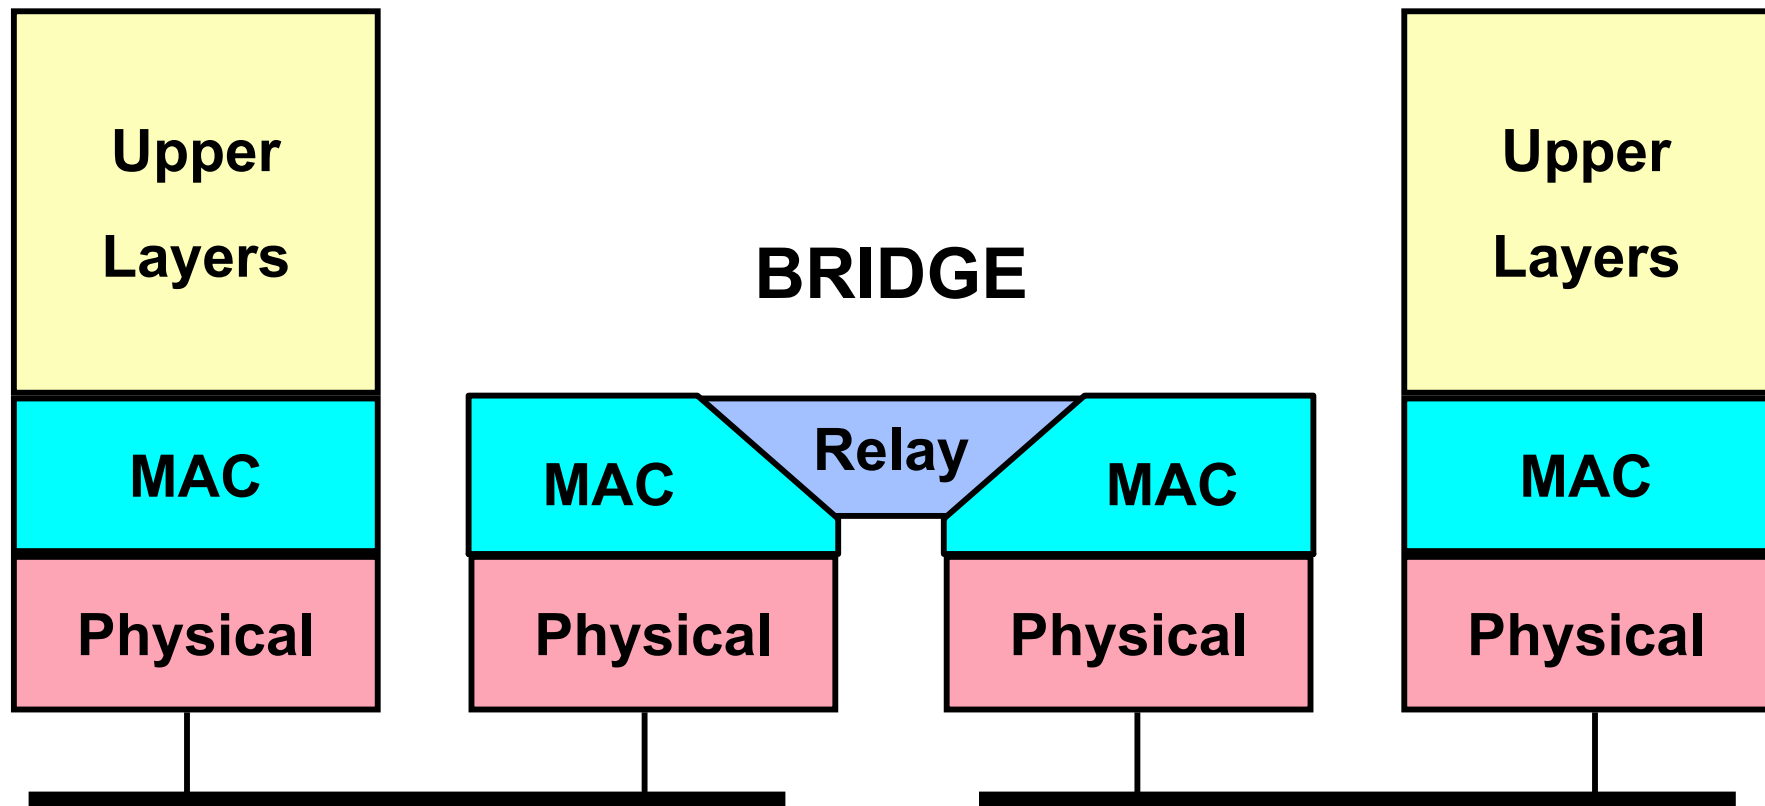 Upper
Layers
MAC
Physical
BRIDGE
MAC
Relay
MAC
Physical
Physical
Upper
Layers
MAC
Physical